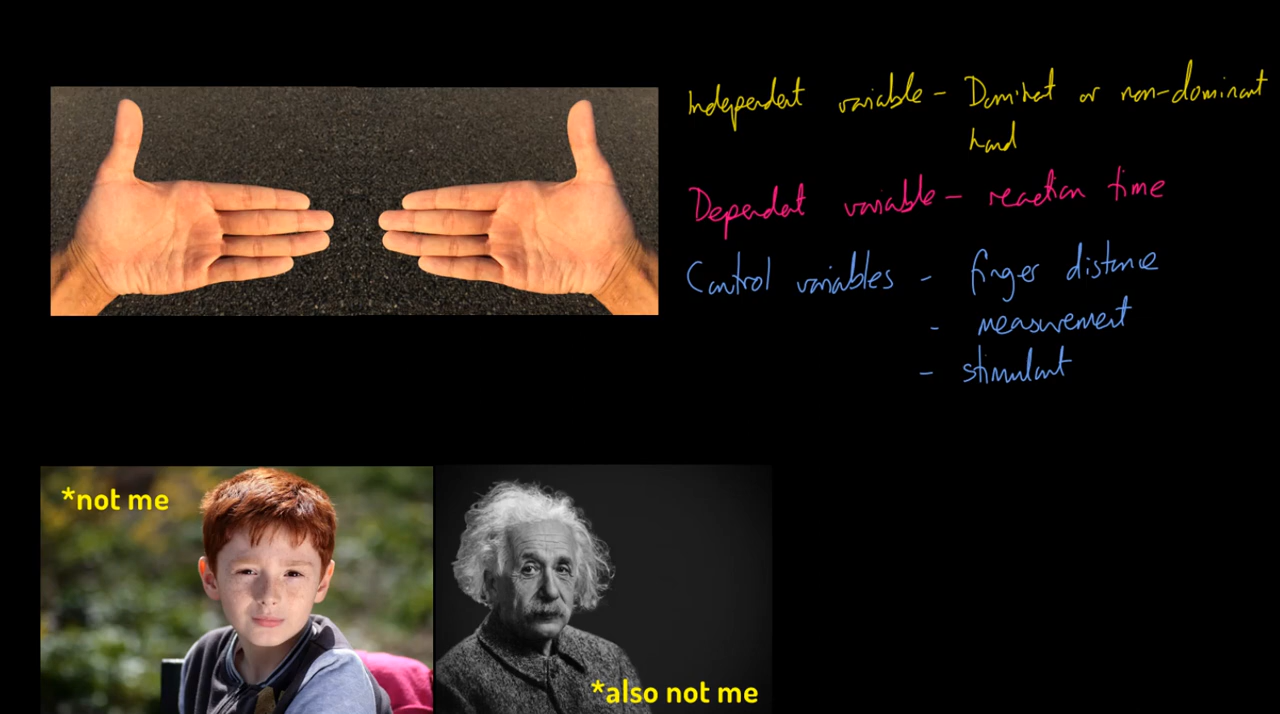 Independent variable - Dominant or non-dominant
hand
Dependent variable - reaction time
Control variables - finger distance
- measurement
- stimulant
*not me
*also not me